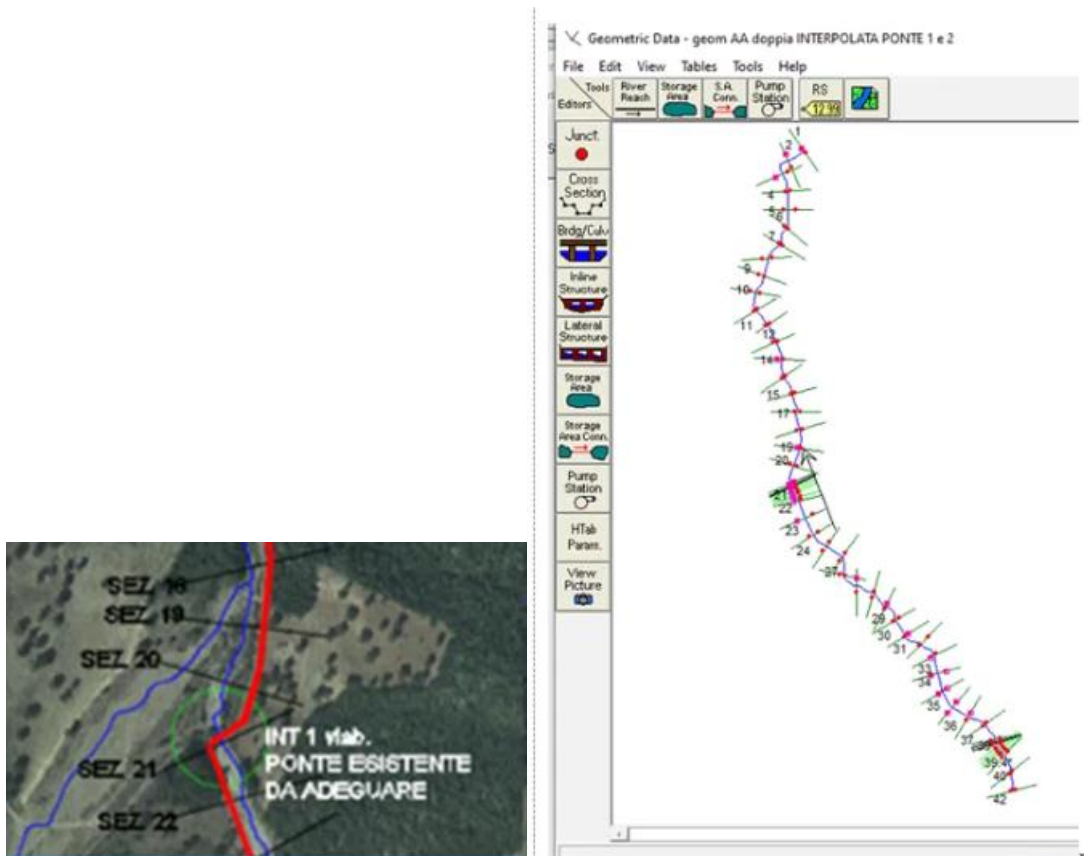 SEZ. 18
SEZ. 19
SEZ. 20
INT 1 viab.
PONTE ESISTENTE
DA ADEGUARE
SEZ. 21
SEZ. 22
Geometric Data - geom AA doppia INTERPOLATA PONTE 1 e 2
File Edit View Tables Tools Help
Tools
Editors
River
Reach
Storage
Area
S.A.
Conn.
Pump
Station
RS
12.99
Junct.
Cross
Section
Brdg/Culv
Inline
Structure
Lateral
Structure
Storage
Area
Storage
Area Conn.
Pump
Station
HTab
Param.
View
Picture
1
2
4
5
6
7
9
10
11
12
14
15
17
19
20
21
22
23
24
27
29
30
31
33
34
35
36
37
40
42